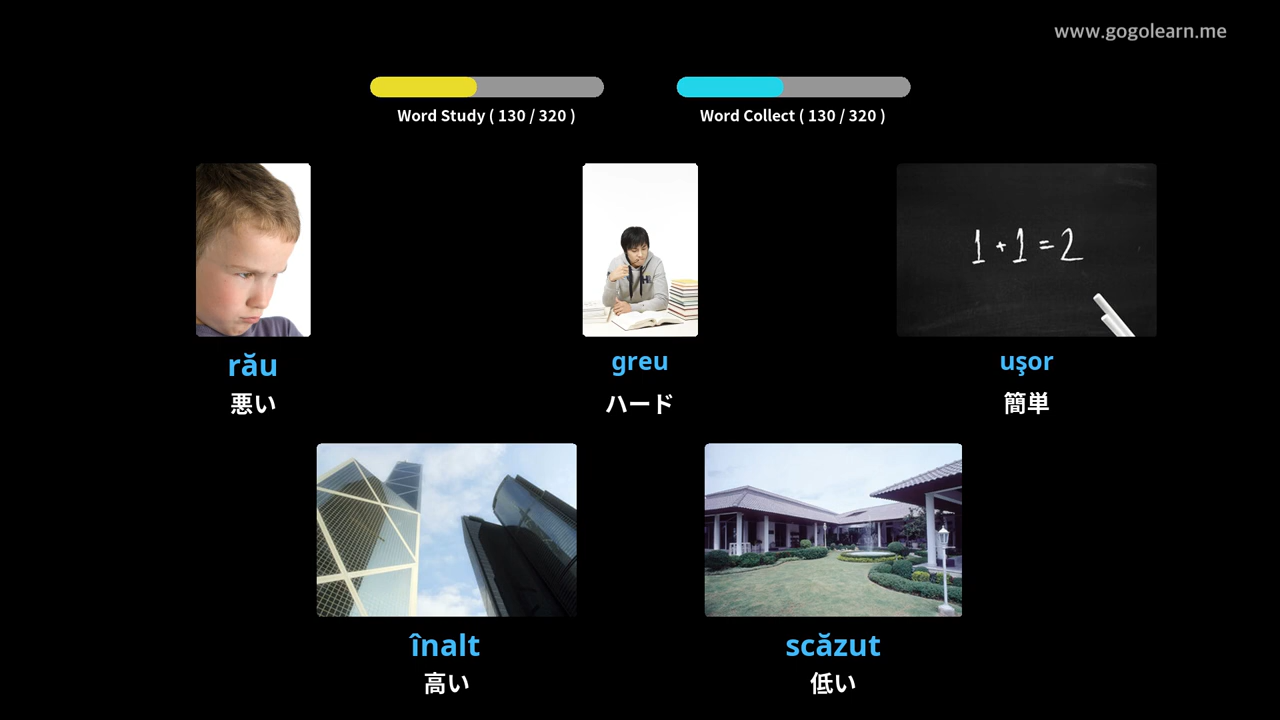 www.gogolearn.me
Word Study ( 130 / 320 )
Word Collect ( 130 / 320 )
1 + 1 = 2
rău
greu
uşor
悪い
ハード
簡単
înalt
scăzut
高い
低い